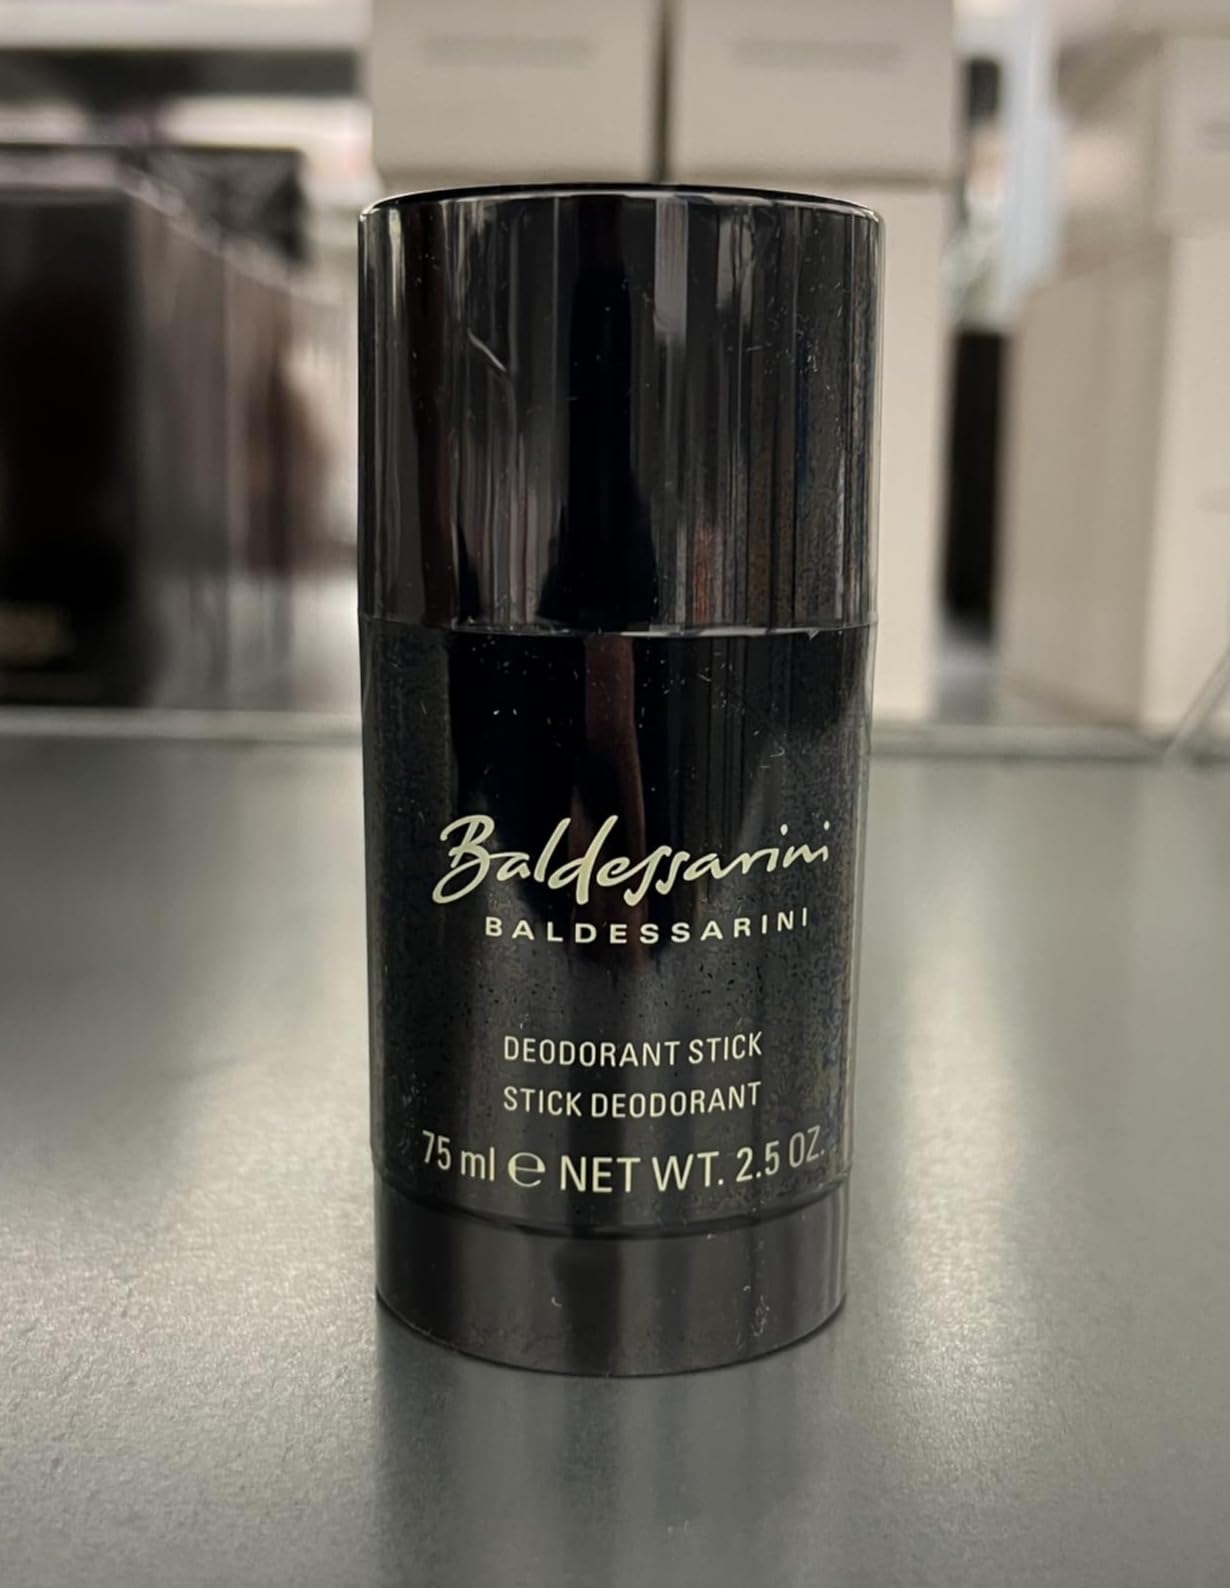 Baldessarini
BALDESSARINI
DEODORANT STICK
STICK DEODORANT
75 ml ℮ NET WT. 2.5 OZ.